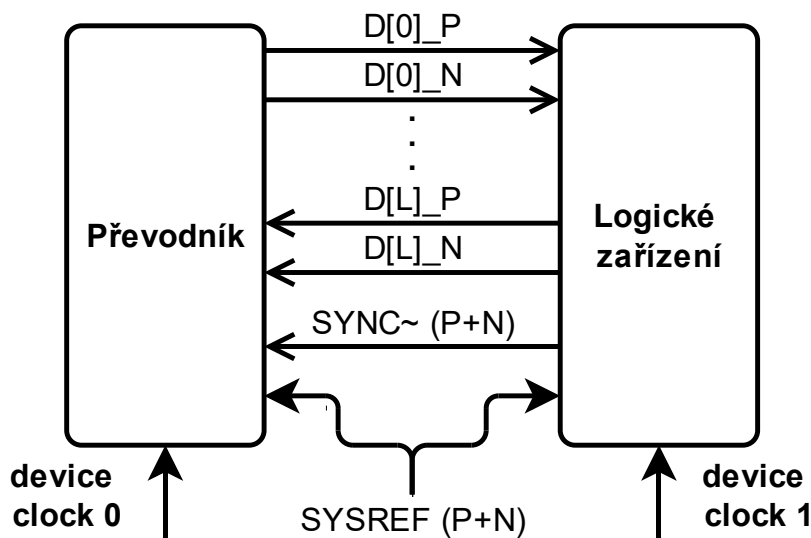 D[0]_P
D[0]_N
.
.
.
D[L]_P
D[L]_N
Převodník
Logické
zařízení
SYNC~ (P+N)
device
clock 0
SYSREF (P+N)
device
clock 1